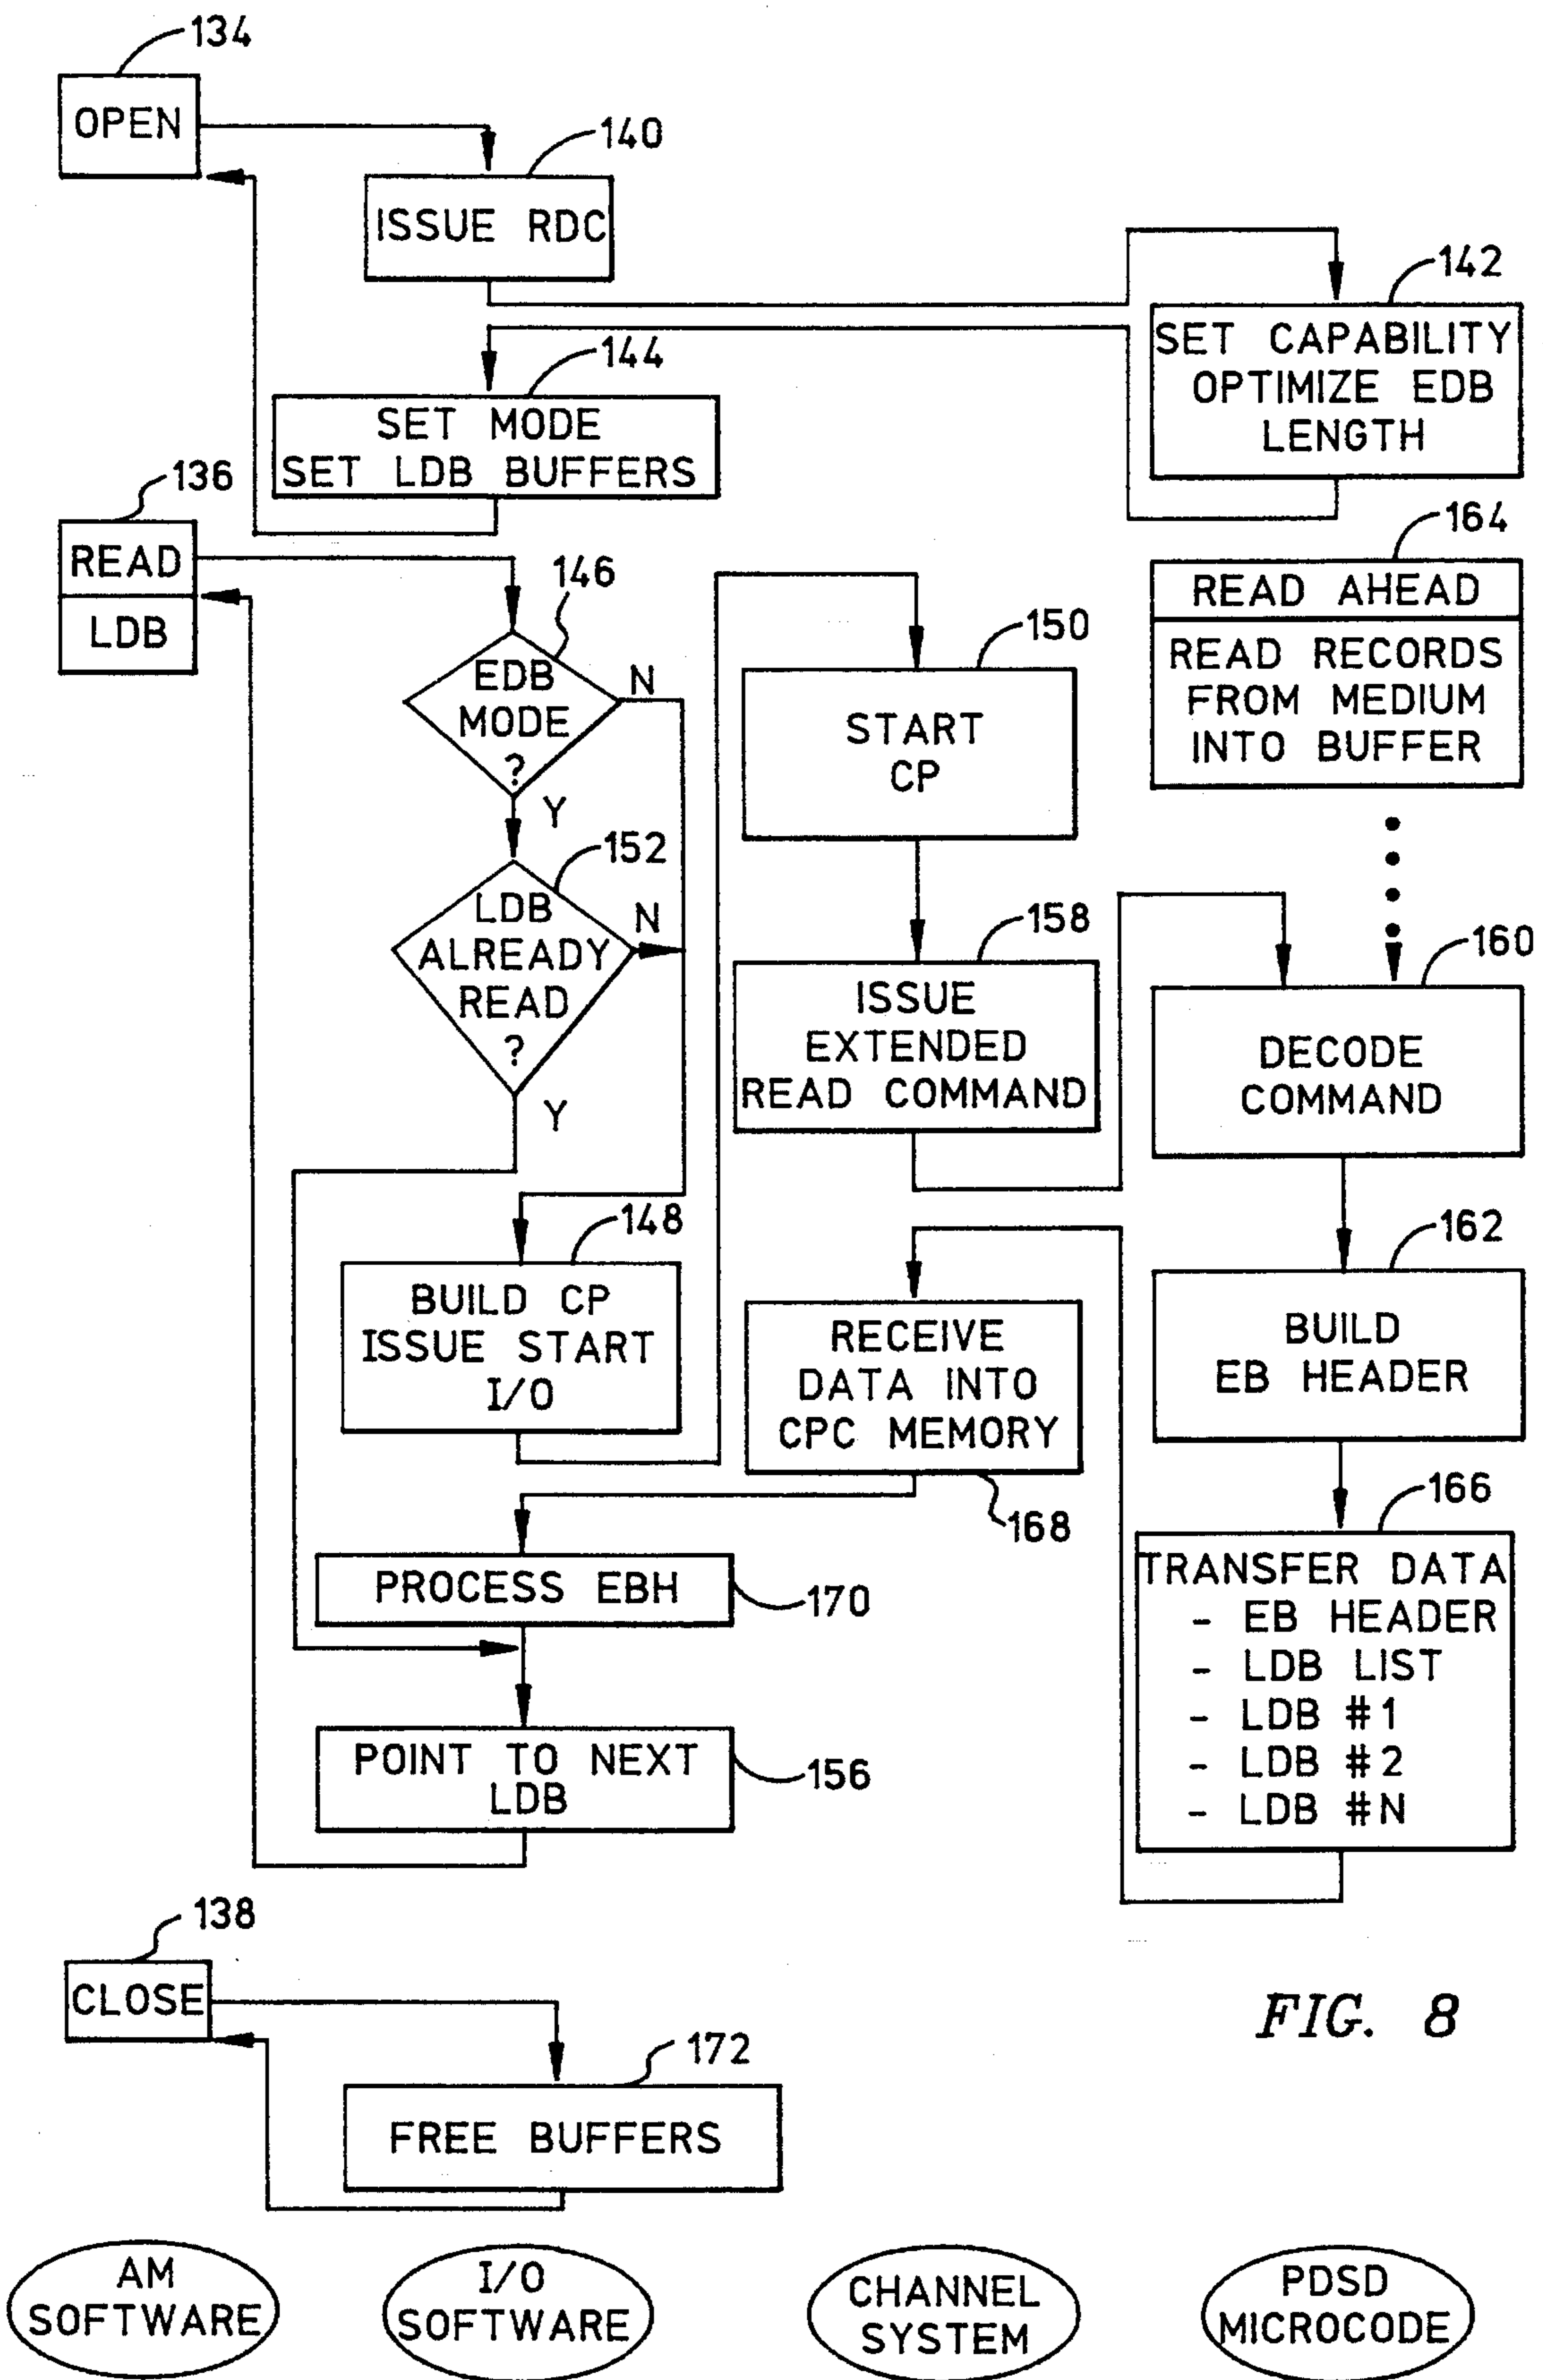 134
OPEN
140
ISSUE RDC
142
SET CAPABILITY
OPTIMIZE EDB
LENGTH
144
SET MODE
SET LDB BUFFERS
136
READ
LDB
146
EDB
MODE
?
N
Y
152
LDB
ALREADY
READ
?
N
Y
148
BUILD CP
ISSUE START
I/O
150
START
CP
158
ISSUE
EXTENDED
READ COMMAND
164
READ AHEAD
READ RECORDS
FROM MEDIUM
INTO BUFFER
160
DECODE
COMMAND
162
BUILD
EB HEADER
166
TRANSFER DATA
- EB HEADER
- LDB LIST
- LDB #1
- LDB #2
- LDB #N
RECEIVE
DATA INTO
CPC MEMORY
168
PROCESS EBH
170
POINT TO NEXT
LDB
156
138
CLOSE
172
FREE BUFFERS
FIG. 8
AM
SOFTWARE
I/O
SOFTWARE
CHANNEL
SYSTEM
PDSD
MICROCODE